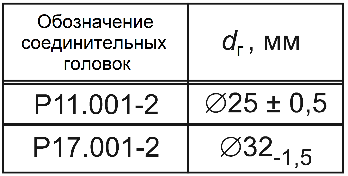 Обозначение
соединительных
головок
dг, мм
Р11.001-2 ∅25 ± 0,5
Р17.001-2 ∅32-1,5